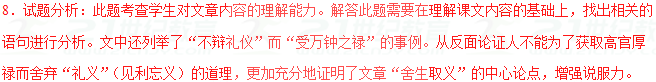 8．试题分析：此题考查学生对文章内容的理解能力。解答此题需要在理解课文内容的基础上，找出相关的
语句进行分析。文中还列举了“不辩礼仪”而“受万钟之禄”的事例。从反面论证人不能为了获取高官厚
禄而舍弃“礼义”（见利忘义）的道理，更加充分地证明了文章“舍生取义”的中心论点，增强说服力。